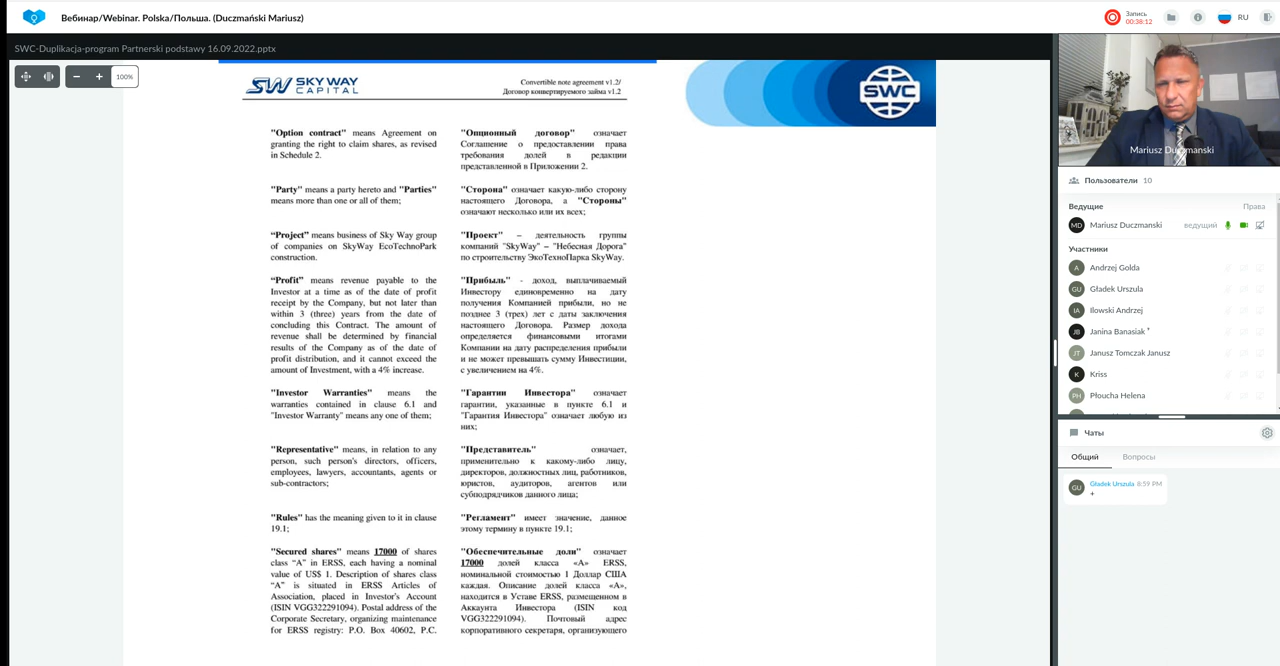 Вебинар/Webinar. Polska/Польша. (Duczmański Mariusz)
Запись
00:38:12
RU
SWC-Duplikacja-program Partnerski podstawy 16.09.2022.pptx
100%
SKY WAY
CAPITAL
Convertible note agreement v1.2/
Договор конвертируемого займа v1.2
SWC
"Option contract" means Agreement on
granting the right to claim shares, as revised
in Schedule 2.
"Party" means a party hereto and "Parties"
means more than one or all of them;
"Project" means business of Sky Way group
of companies on SkyWay EcoTechnoPark
construction.
“Profit” means revenue payable to the
Investor at a time as of the date of profit
receipt by the Company, but not later than
within 3 (three) years from the date of
concluding this Contract. The amount of
revenue shall be determined by financial
results of the Company as of the date of
profit distribution, and it cannot exceed the
amount of Investment, with a 4% increase.
"Investor Warranties" means the
warranties contained in clause 6.1 and
"Investor Warranty" means any one of them;
"Representative" means, in relation to any
person, such person's directors, officers,
employees, lawyers, accountants, agents or
sub-contractors;
"Rules" has the meaning given to it in clause
19.1;
"Secured shares" means 17000 of shares
class “A” in ERSS, each having a nominal
value of US$ 1. Description of shares class
“A” is situated in ERSS Articles of
Association, placed in Investor's Account
(ISIN VGG322291094). Postal address of the
Corporate Secretary, organizing maintenance
for ERSS registry: P.O. Box 40602, P.C.
"Опционный договор" означает
Соглашение о предоставлении права
требования долей в редакции
представленной в Приложении 2.
"Сторона" означает какую-либо сторону
настоящего Договора, а "Стороны"
означают несколько или их всех;
"Проект" – деятельность группы
компаний "SkyWay" – "Небесная Дорога"
по строительству ЭкоТехноПарка SkyWay.
"Прибыль" - доход, выплачиваемый
Инвестору единовременно на дату
получения Компанией прибыли, но не
позднее 3 (трех) лет с даты заключения
настоящего Договора. Размер дохода
определяется финансовыми итогами
Компании на дату распределения прибыли
и не может превышать сумму Инвестиции,
с увеличением на 4%.
"Гарантии Инвестора" означает
гарантии, указанные в пункте 6.1 и
"Гарантия Инвестора" означает любую из
них;
"Представитель" означает,
применительно к какому-либо лицу,
директоров, должностных лиц, работников,
юристов, аудиторов, агентов или
субподрядчиков данного лица;
"Регламент" имеет значение, данное
этому термину в пункте 19.1;
"Обеспечительные доли" означает
17000 долей класса «А» ERSS,
номинальной стоимостью 1 Доллар США
каждая. Описание долей класса «А»,
находится в Уставе ERSS, размещенном в
Аккаунта Инвестора (ISIN код
VGG322291094). Почтовый адрес
корпоративного секретаря, организующего
Mariusz Duczmanski
Пользователи 10
Ведущие Права
MD Mariusz Duczmanski ведущий
Участники
A Andrzej Golda
GU Gładek Urszula
IA Ilowski Andrzej
JB Janina Banasiak *
JT Janusz Tomczak Janusz
K Kriss
PH Płoucha Helena
Чаты
Общий Вопросы
GU Gładek Urszula 8:59 PM
+